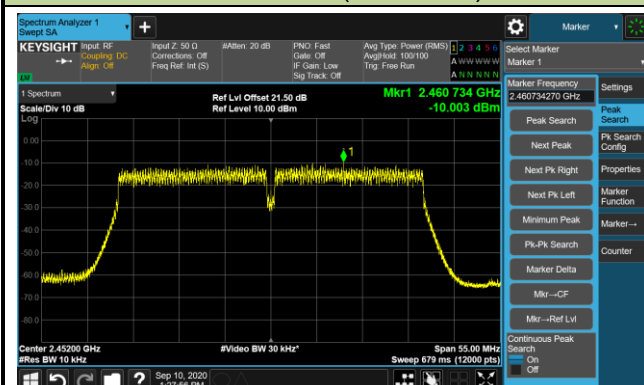 Spectrum Analyzer 1
Swept SA
Marker
KEYSIGHT
Input: RF
Coupling: DC
Align: Off
Input Z: 50 Ω
Corrections: Off
Freq Ref: Int (S)
#Atten: 20 dB
PNO: Fast
Gate: Off
IF Gain: Low
Sig Track: Off
Avg Type: Power (RMS)
Avg|Hold: 100/100
Trig: Free Run
1 2 3 4 5 6
A W W W W W
A N N N N N
LVI
Select Marker
Marker 1
1 Spectrum
Scale/Div 10 dB
Ref Lvl Offset 21.50 dB
Ref Level 10.00 dBm
Mkr1 2.460 734 GHz
-10.003 dBm
Log
0.00
-10.0
-20.0
-30.0
-40.0
-50.0
-60.0
-70.0
-80.0
1
Center 2.45200 GHz
#Res BW 10 kHz
#Video BW 30 kHz*
Span 55.00 MHz
Sweep 679 ms (12000 pts)
Marker Frequency
2.460734270 GHz
Peak Search
Next Peak
Next Pk Right
Next Pk Left
Minimum Peak
Pk-Pk Search
Marker Delta
Mkr→CF
Mkr→Ref Lvl
Continuous Peak
Search
On
Off
Settings
Peak
Search
Pk Search
Config
Properties
Marker
Function
Marker→
Counter
Sep 10, 2020